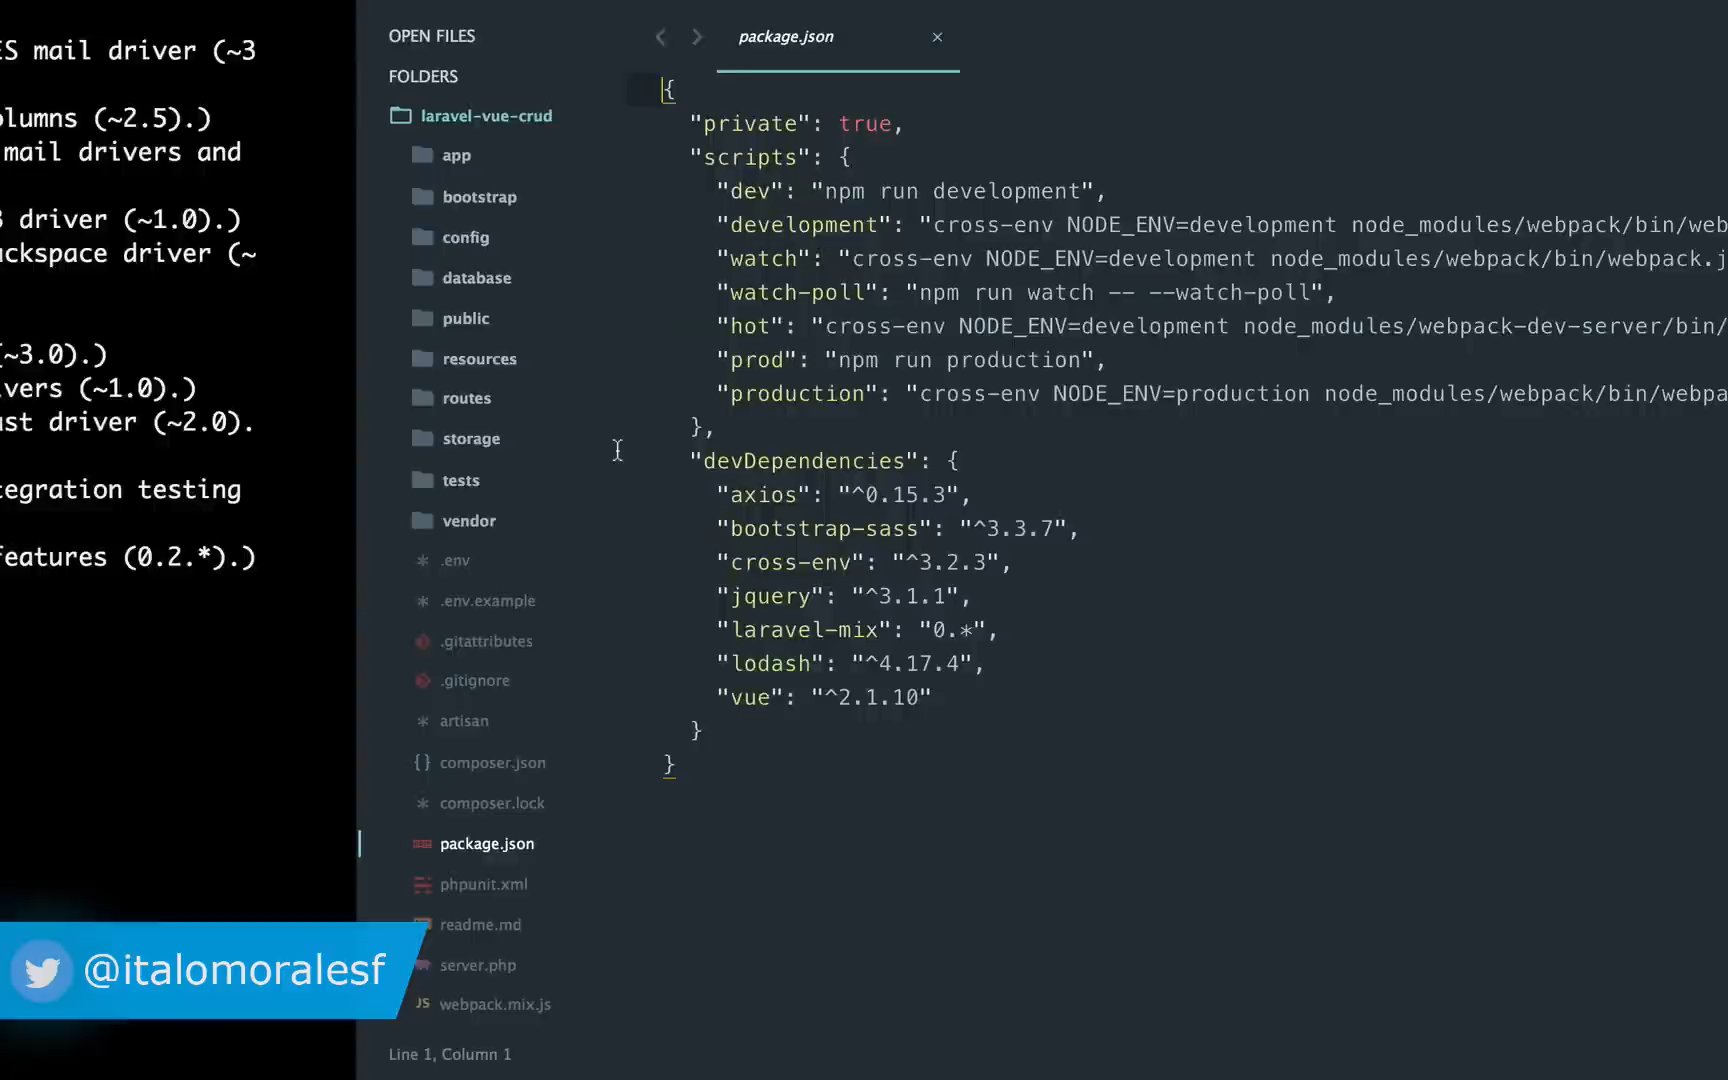 ES mail driver (~3
olumns (~2.5).)
mail drivers and
3 driver (~1.0).)
ackspace driver (~
(~3.0).)
ivers (~1.0).)
ust driver (~2.0).
tegration testing
features (0.2.*).)
OPEN FILES
FOLDERS
laravel-vue-crud
app
bootstrap
config
database
public
resources
routes
storage
tests
vendor
.env
.env.example
.gitattributes
.gitignore
artisan
composer.json
composer.lock
package.json
phpunit.xml
readme.md
server.php
JS webpack.mix.js
Line 1, Column 1
package.json
{
"private": true,
"scripts": {
"dev": "npm run development",
"development": "cross-env NODE_ENV=development node_modules/webpack/bin/web
"watch": "cross-env NODE_ENV=development node_modules/webpack/bin/webpack.j
"watch-poll": "npm run watch -- --watch-poll",
"hot": "cross-env NODE_ENV=development node_modules/webpack-dev-server/bin/
"prod": "npm run production",
"production": "cross-env NODE_ENV=production node_modules/webpack/bin/webpa
},
"devDependencies": {
"axios": "^0.15.3",
"bootstrap-sass": "^3.3.7",
"cross-env": "^3.2.3",
"jquery": "^3.1.1",
"laravel-mix": "0.*",
"lodash": "^4.17.4",
"vue": "^2.1.10"
}
}
@italomoralesf